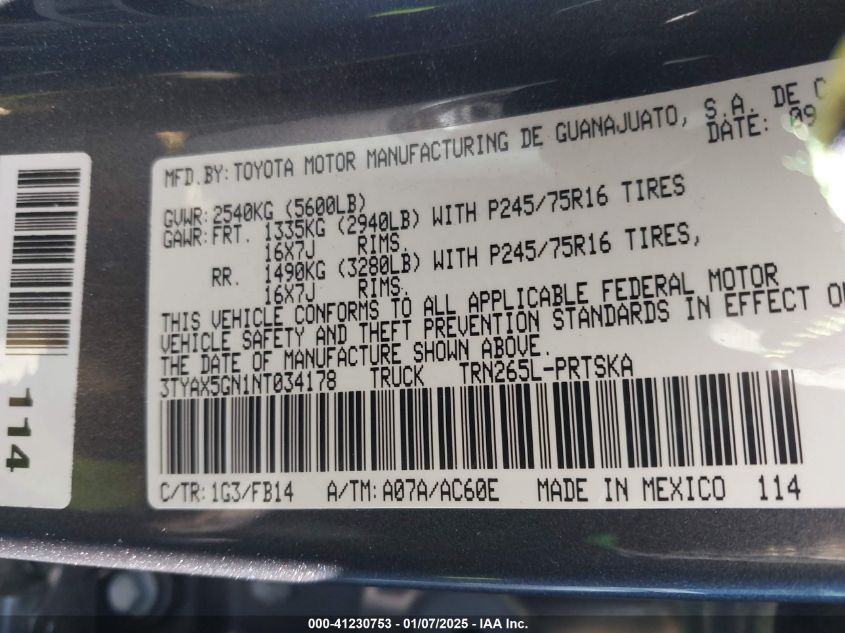 MFD.BY: TOYOTA MOTOR MANUFACTURING DE GUANAJUATO, S.A. DE C
DATE: 09
GVWR: 2540KG (5600LB)
GAWR: FRT. 1335KG (2940LB) WITH P245/75R16 TIRES
16X7J RIMS.
RR. 1490KG (3280LB) WITH P245/75R16 TIRES,
16X7J RIMS.
THIS VEHICLE CONFORMS TO ALL APPLICABLE FEDERAL MOTOR
VEHICLE SAFETY AND THEFT PREVENTION STANDARDS IN EFFECT O
THE DATE OF MANUFACTURE SHOWN ABOVE.
3TYAX5GN1NT034178 TRUCK TRN265L-PRTSKA
C/TR: 1G3/FB14 A/TM: A07A/AC60E MADE IN MEXICO 114
114
000-41230753 - 01/07/2025 - IAA Inc.